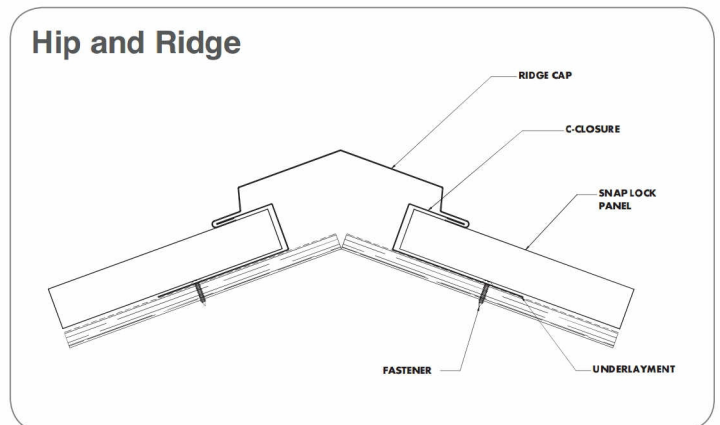 Hip and Ridge
RIDGE CAP
C-CLOSURE
SNAP LOCK
PANEL
FASTENER
UNDERLAYMENT